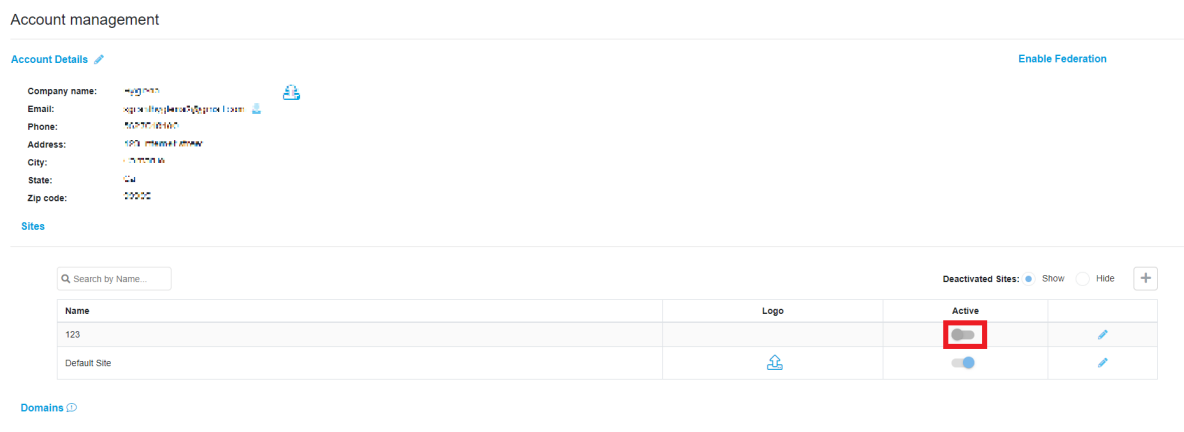 Account management
Account Details Enable Federation
Company name:
Email:
Phone:
Address:
City:
State:
Zip code:
Sites
Search by Name... Deactivated Sites: Show Hide
Name Logo Active
123
Default Site
Domains